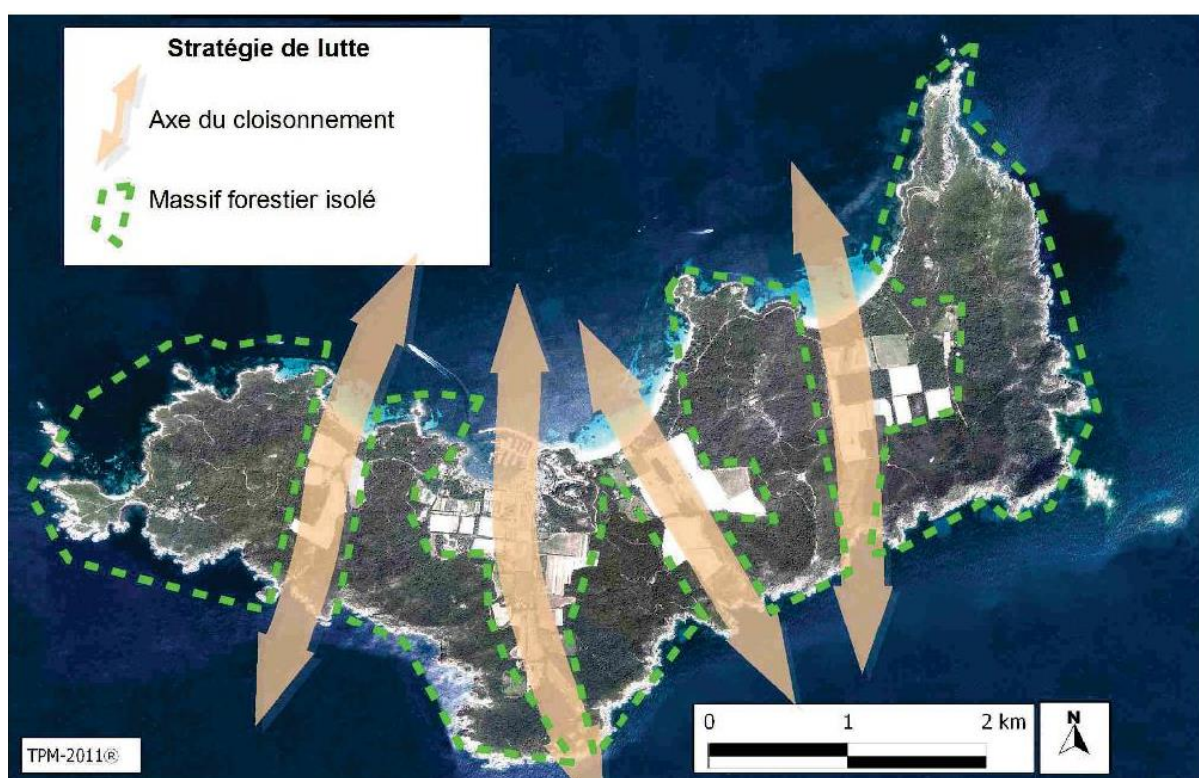 Stratégie de lutte
Axe du cloisonnement
Massif forestier isolé
0 1 2 km
N
TPM-2011®